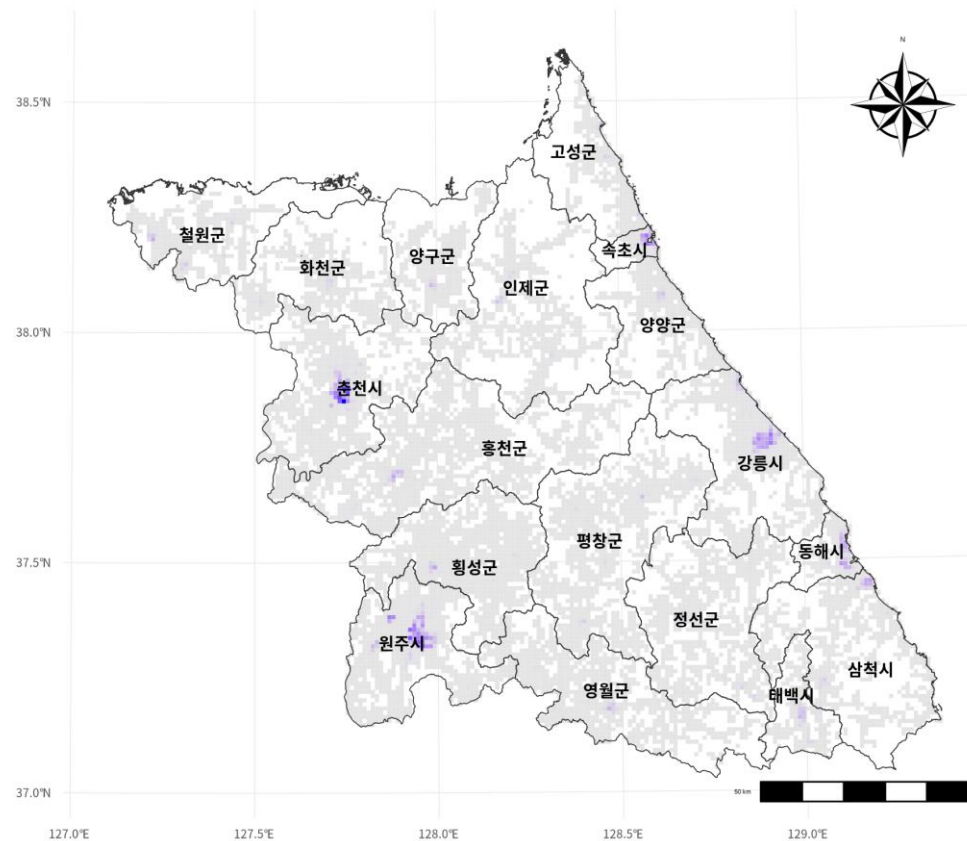 N
38.5°N
고성군
철원군
양구군
속초시
화천군
인제군
양양군
38.0°N
춘천시
홍천군
강릉시
평창군
동해시
37.5°N
횡성군
정선군
원주시
삼척시
영월군
태백시
37.0°N
50 km
127.0°E
127.5°E
128.0°E
128.5°E
129.0°E